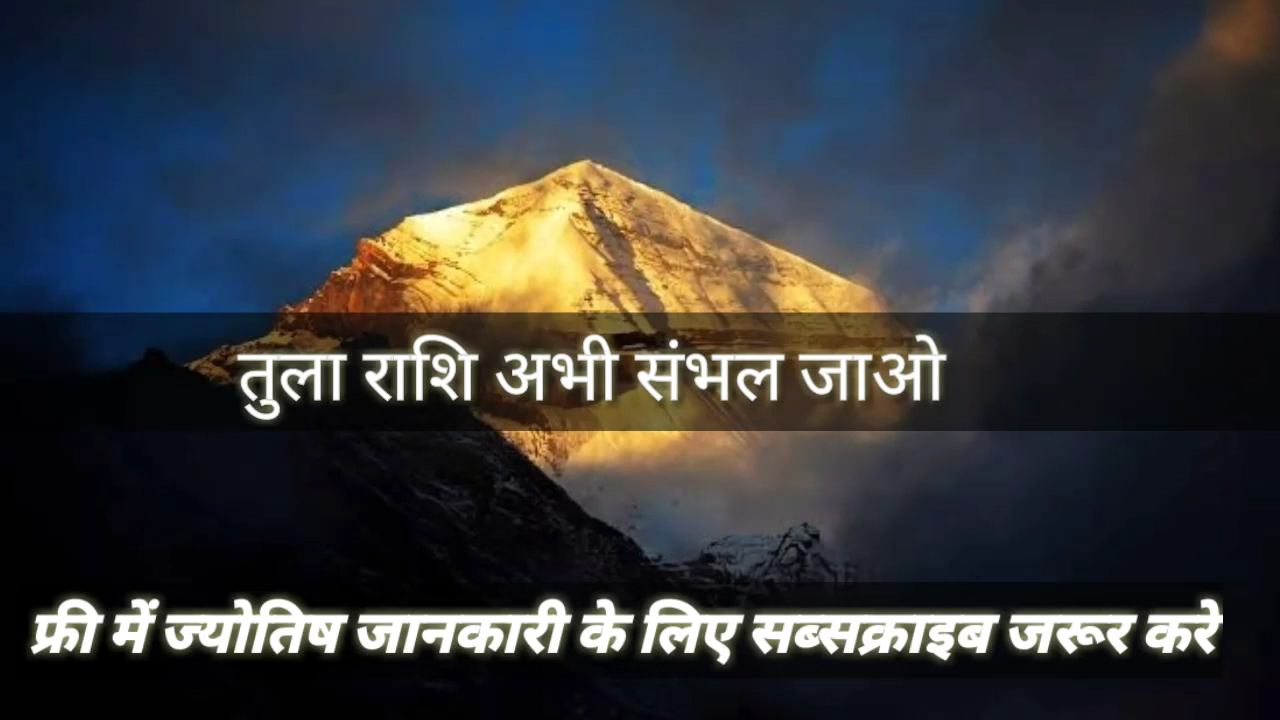 तुला राशि अभी संभल जाओ
फ्री में ज्योतिष जानकारी के लिए सब्सक्राइब जरूर करे